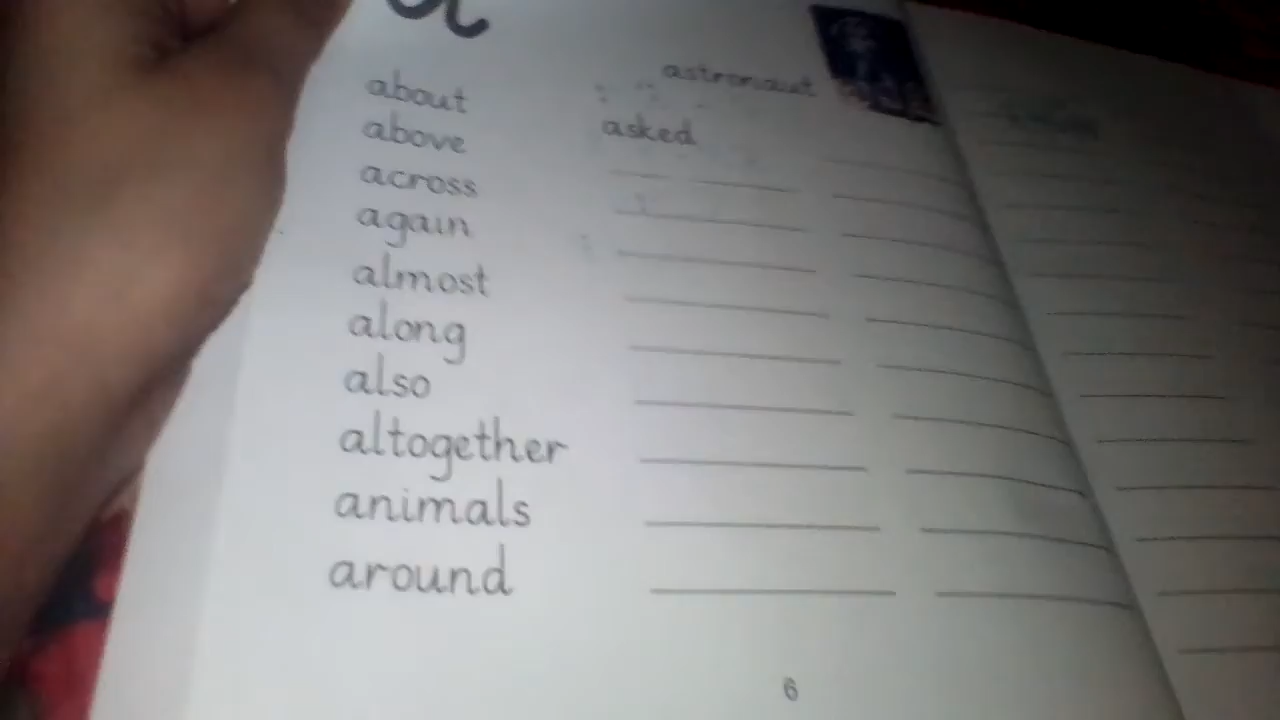 a
about
above
across
again
almost
along
also
altogether
animals
around
astronaut
asked
6